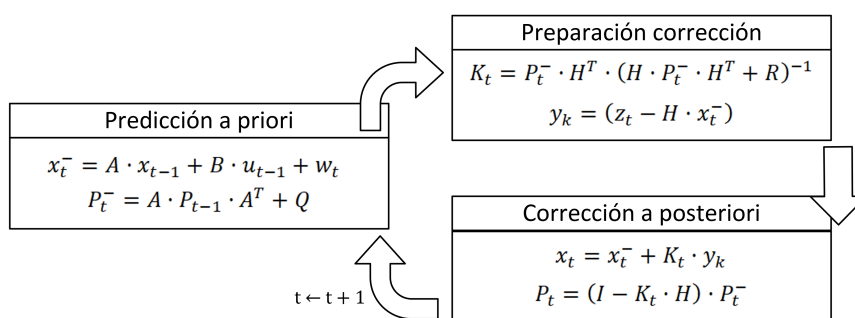 Predicción a priori
x_t^- = A · x_{t-1} + B · u_{t-1} + w_t
P_t^- = A · P_{t-1} · A^T + Q
Preparación corrección
K_t = P_t^- · H^T · (H · P_t^- · H^T + R)^{-1}
y_k = (z_t − H · x_t^-)
Corrección a posteriori
x_t = x_t^- + K_t · y_k
P_t = (I − K_t · H) · P_t^-
t ← t + 1